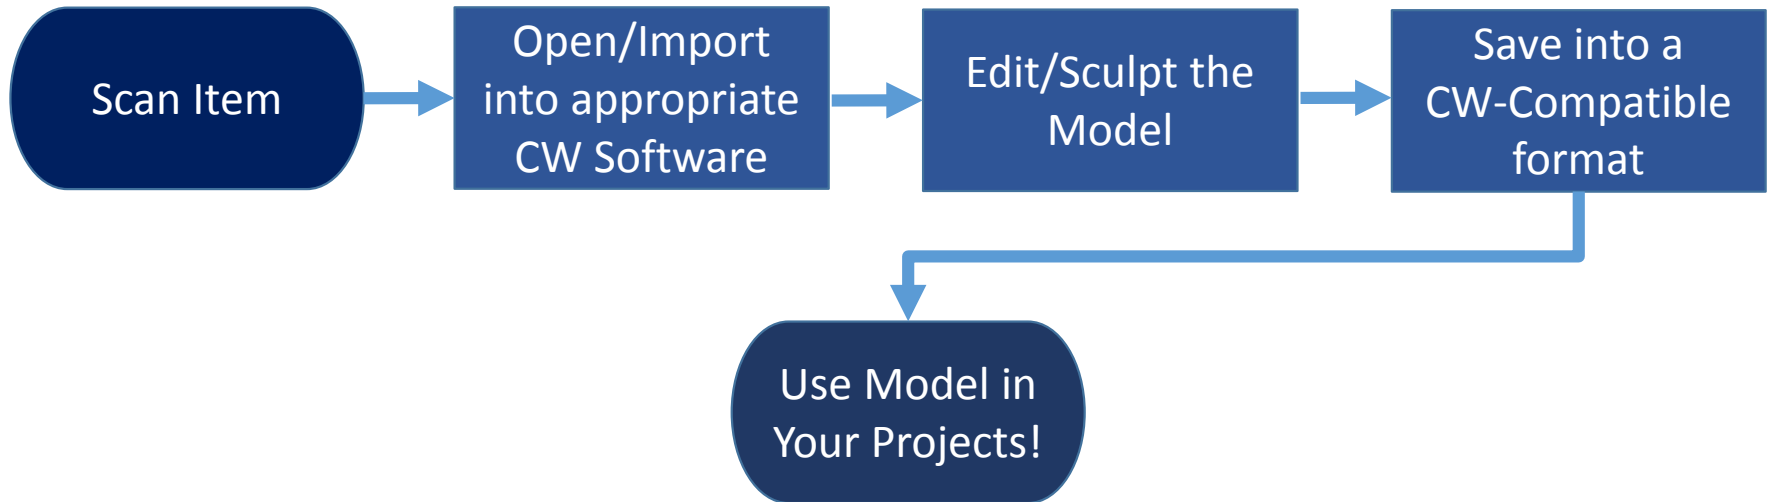 Scan Item
Open/Import
into appropriate
CW Software
Edit/Sculpt the
Model
Save into a
CW-Compatible
format
Use Model in
Your Projects!